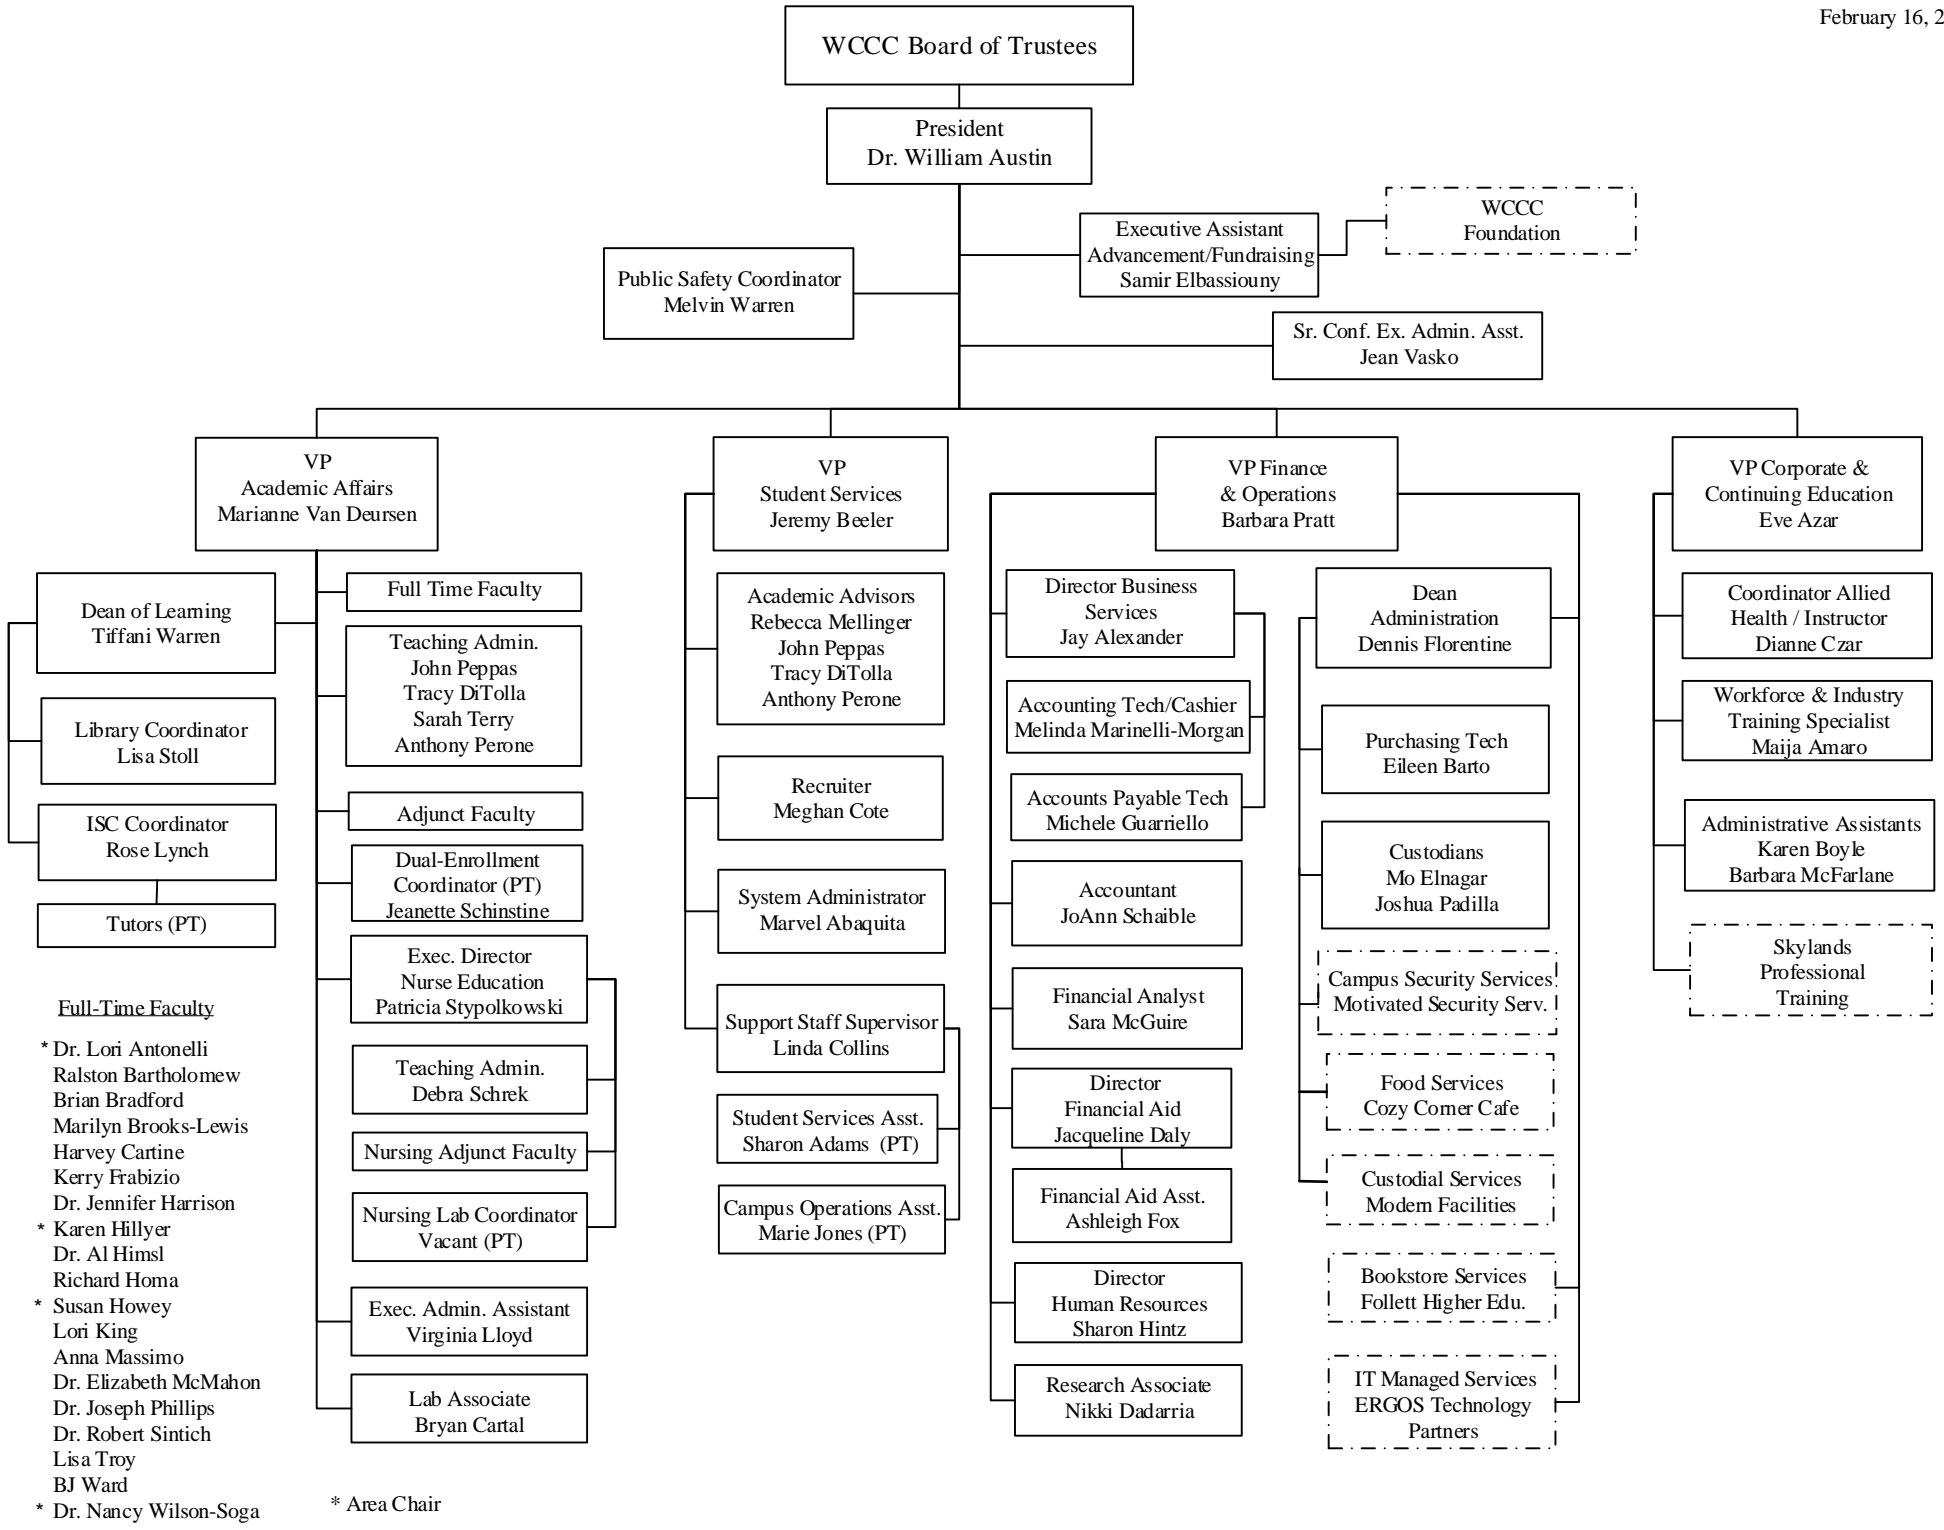 February 16, 2
WCCC Board of Trustees
President
Dr. William Austin
WCCC
Foundation
Executive Assistant
Advancement/Fundraising
Samir Elbassiouny
Public Safety Coordinator
Melvin Warren
Sr. Conf. Ex. Admin. Asst.
Jean Vasko
VP
Academic Affairs
Marianne Van Deursen
VP
Student Services
Jeremy Beeler
VP Finance
& Operations
Barbara Pratt
VP Corporate &
Continuing Education
Eve Azar
Dean of Learning
Tiffani Warren
Library Coordinator
Lisa Stoll
ISC Coordinator
Rose Lynch
Tutors (PT)
Full Time Faculty
Teaching Admin.
John Peppas
Tracy DiTolla
Sarah Terry
Anthony Perone
Adjunct Faculty
Dual-Enrollment
Coordinator (PT)
Jeanette Schinstine
Exec. Director
Nurse Education
Patricia Stypolkowski
Teaching Admin.
Debra Schrek
Nursing Adjunct Faculty
Nursing Lab Coordinator
Vacant (PT)
Exec. Admin. Assistant
Virginia Lloyd
Lab Associate
Bryan Cartal
Academic Advisors
Rebecca Mellinger
John Peppas
Tracy DiTolla
Anthony Perone
Recruiter
Meghan Cote
System Administrator
Marvel Abaquita
Support Staff Supervisor
Linda Collins
Student Services Asst.
Sharon Adams (PT)
Campus Operations Asst.
Marie Jones (PT)
Director Business
Services
Jay Alexander
Accounting Tech/Cashier
Melinda Marinelli-Morgan
Accounts Payable Tech
Michele Guarriello
Accountant
JoAnn Schaible
Financial Analyst
Sara McGuire
Director
Financial Aid
Jacqueline Daly
Financial Aid Asst.
Ashleigh Fox
Director
Human Resources
Sharon Hintz
Research Associate
Nikki Dadarria
Dean
Administration
Dennis Florentine
Purchasing Tech
Eileen Barto
Custodians
Mo Elnagar
Joshua Padilla
Campus Security Services
Motivated Security Serv.
Food Services
Cozy Corner Cafe
Custodial Services
Modern Facilities
Bookstore Services
Follett Higher Edu.
IT Managed Services
ERGOS Technology
Partners
Coordinator Allied
Health / Instructor
Dianne Czar
Workforce & Industry
Training Specialist
Maija Amaro
Administrative Assistants
Karen Boyle
Barbara McFarlane
Skylands
Professional
Training
Full-Time Faculty
* Dr. Lori Antonelli
Ralston Bartholomew
Brian Bradford
Marilyn Brooks-Lewis
Harvey Cartine
Kerry Frabizio
Dr. Jennifer Harrison
* Karen Hillyer
Dr. Al Himsl
Richard Homa
* Susan Howey
Lori King
Anna Massimo
Dr. Elizabeth McMahon
Dr. Joseph Phillips
Dr. Robert Sintich
Lisa Troy
BJ Ward
* Dr. Nancy Wilson-Soga
* Area Chair